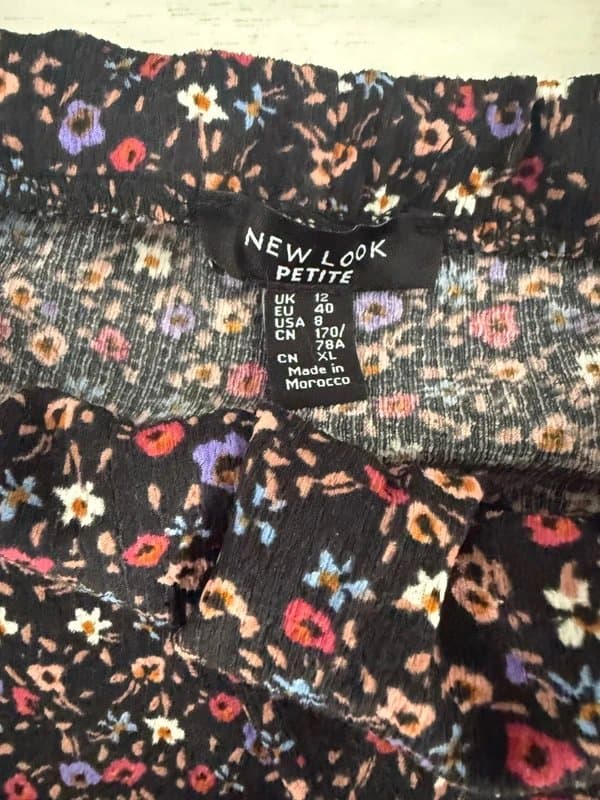 NEW LOOK
PETITE
UK 12
EU 40
USA 8
CN 170/
78A
CN XL
Made in
Morocco